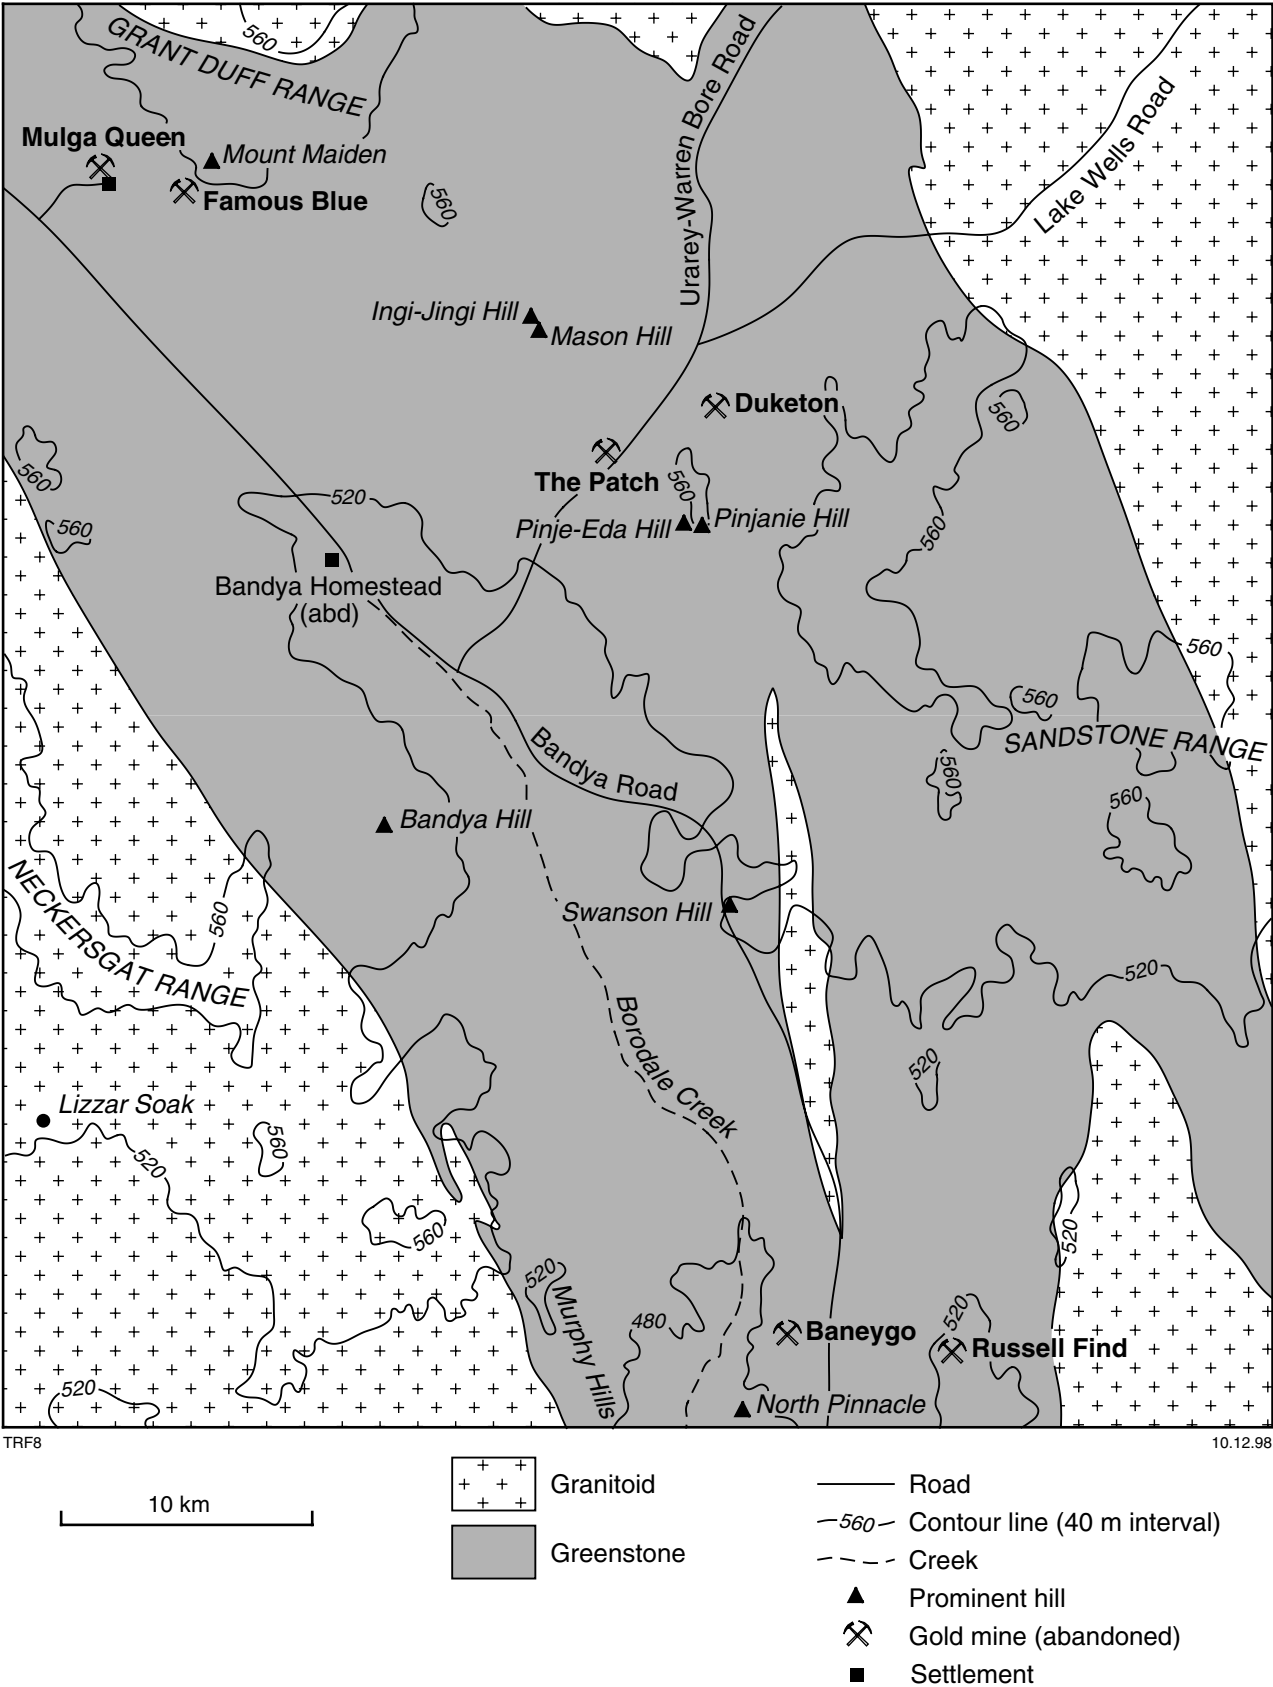 560
GRANT DUFF RANGE
Urarey-Warren Bore Road
Lake Wells Road
Mulga Queen
Mount Maiden
Famous Blue
560
Ingi-Jingi Hill
Mason Hill
Duketon
560
The Patch
560
560
520
560
Pinje-Eda Hill
Pinjanie Hill
560
Bandya Homestead
(abd)
560
560
SANDSTONE RANGE
Bandya Road
560
560
Bandya Hill
NECKERSGAT RANGE
560
Swanson Hill
520
Borodale Creek
520
Lizzar Soak
560
520
560
520
520
Murphy Hills
480
Baneygo
520
Russell Find
520
North Pinnacle
TRF8
10.12.98
10 km
Granitoid
Greenstone
Road
560
Contour line (40 m interval)
Creek
Prominent hill
Gold mine (abandoned)
Settlement